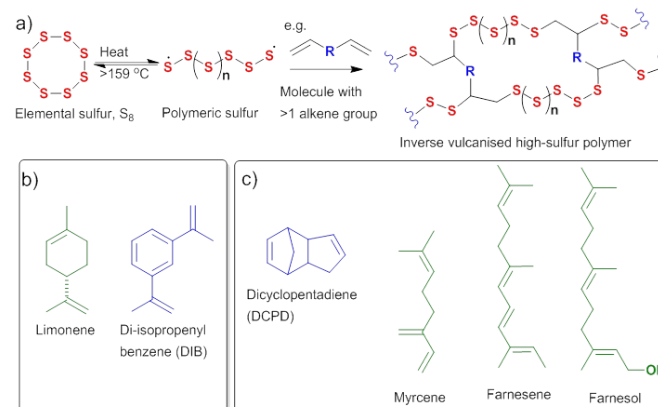 a)
S S S S S S S S
Heat
>159 °C
S S ( S )n S S S
e.g.
R
Molecule with
>1 alkene group
Elemental sulfur, S8
Polymeric sulfur
Inverse vulcanised high-sulfur polymer
b)
Limonene
Di-isopropenyl
benzene (DIB)
c)
Dicyclopentadiene
(DCPD)
Myrcene
Farnesene
Farnesol